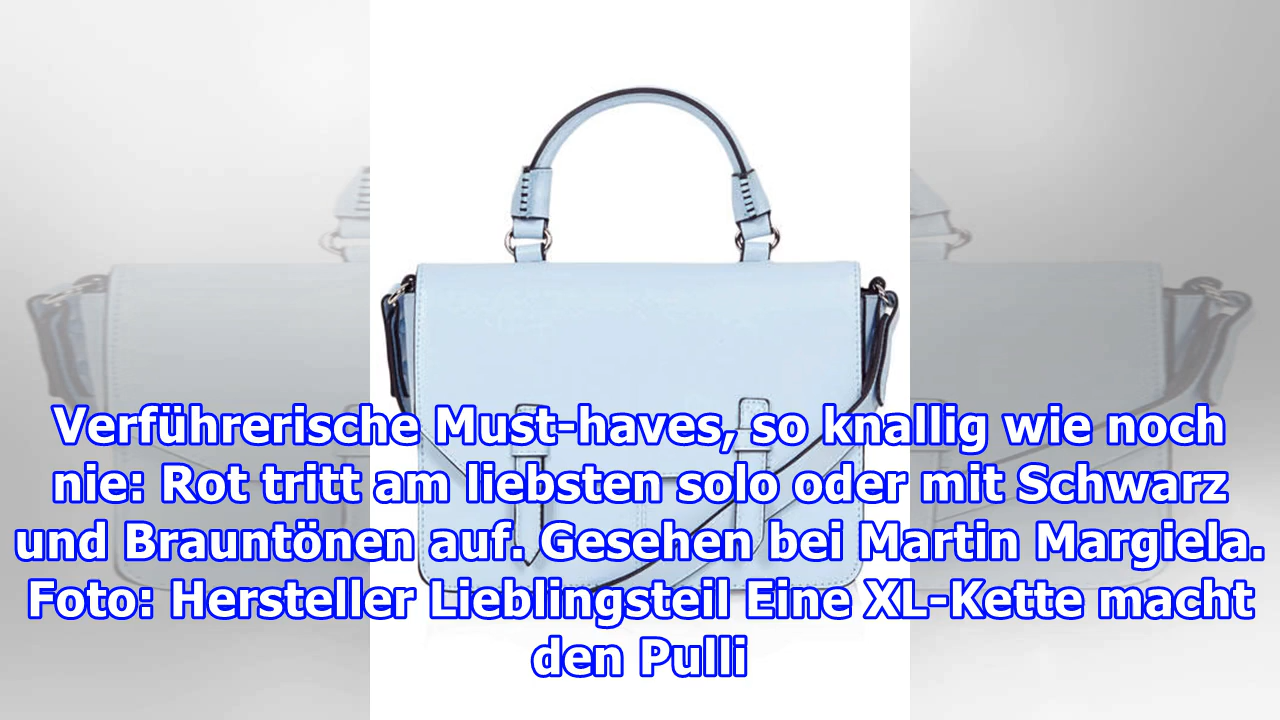 Verführerische Must-haves, so knallig wie noch
nie: Rot tritt am liebsten solo oder mit Schwarz
und Brauntönen auf. Gesehen bei Martin Margiela.
Foto: Hersteller Lieblingsteil Eine XL-Kette macht
den Pulli